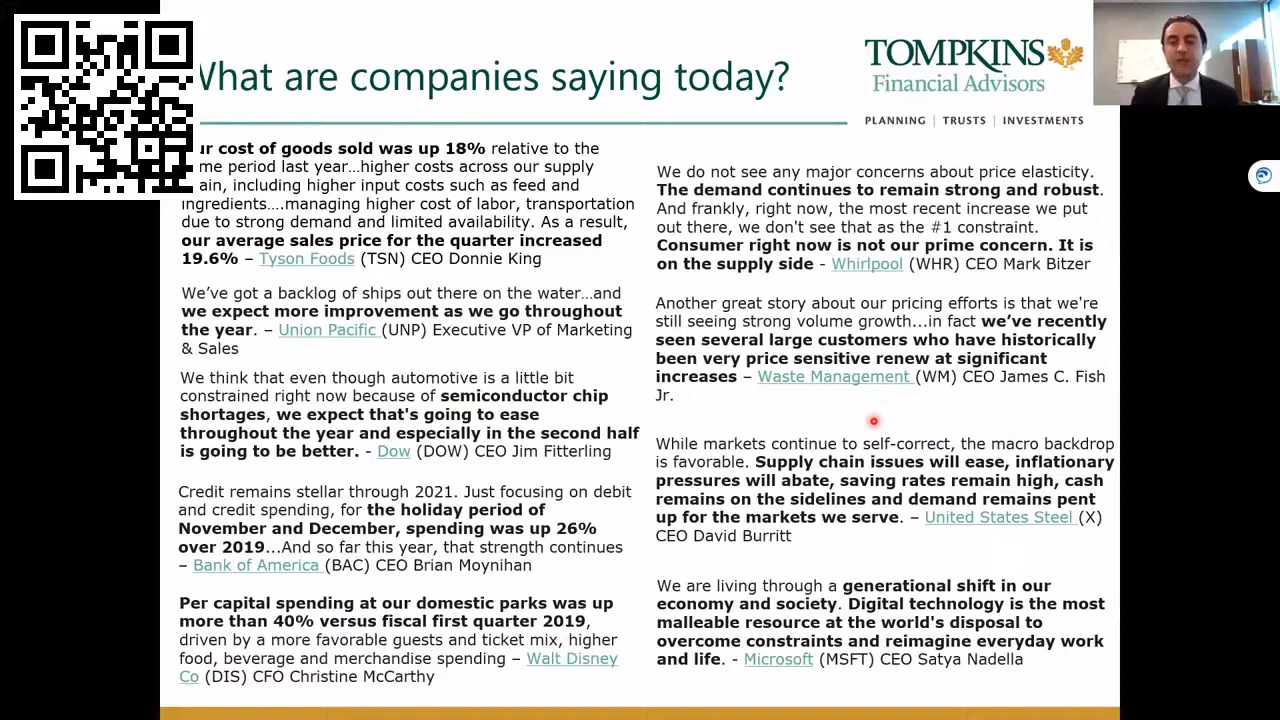 What are companies saying today?
TOMPKINS
Financial Advisors
PLANNING | TRUSTS | INVESTMENTS
ur cost of goods sold was up 18% relative to the
me period last year…higher costs across our supply
ain, including higher input costs such as feed and
ingredients….managing higher cost of labor, transportation
due to strong demand and limited availability. As a result,
our average sales price for the quarter increased
19.6% – Tyson Foods (TSN) CEO Donnie King
We’ve got a backlog of ships out there on the water…and
we expect more improvement as we go throughout
the year. – Union Pacific (UNP) Executive VP of Marketing
& Sales
We think that even though automotive is a little bit
constrained right now because of semiconductor chip
shortages, we expect that's going to ease
throughout the year and especially in the second half
is going to be better. - Dow (DOW) CEO Jim Fitterling
Credit remains stellar through 2021. Just focusing on debit
and credit spending, for the holiday period of
November and December, spending was up 26%
over 2019…And so far this year, that strength continues
– Bank of America (BAC) CEO Brian Moynihan
Per capital spending at our domestic parks was up
more than 40% versus fiscal first quarter 2019,
driven by a more favorable guests and ticket mix, higher
food, beverage and merchandise spending – Walt Disney
Co (DIS) CFO Christine McCarthy
We do not see any major concerns about price elasticity.
The demand continues to remain strong and robust.
And frankly, right now, the most recent increase we put
out there, we don't see that as the #1 constraint.
Consumer right now is not our prime concern. It is
on the supply side - Whirlpool (WHR) CEO Mark Bitzer
Another great story about our pricing efforts is that we're
still seeing strong volume growth…in fact we’ve recently
seen several large customers who have historically
been very price sensitive renew at significant
increases – Waste Management (WM) CEO James C. Fish
Jr.
While markets continue to self-correct, the macro backdrop
is favorable. Supply chain issues will ease, inflationary
pressures will abate, saving rates remain high, cash
remains on the sidelines and demand remains pent
up for the markets we serve. – United States Steel (X)
CEO David Burritt
We are living through a generational shift in our
economy and society. Digital technology is the most
malleable resource at the world's disposal to
overcome constraints and reimagine everyday work
and life. - Microsoft (MSFT) CEO Satya Nadella